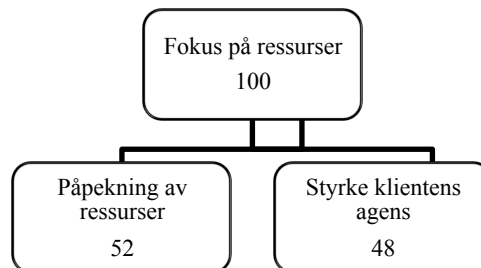 Fokus på ressurser
100
Påpekning av
ressurser
52
Styrke klientens
agens
48